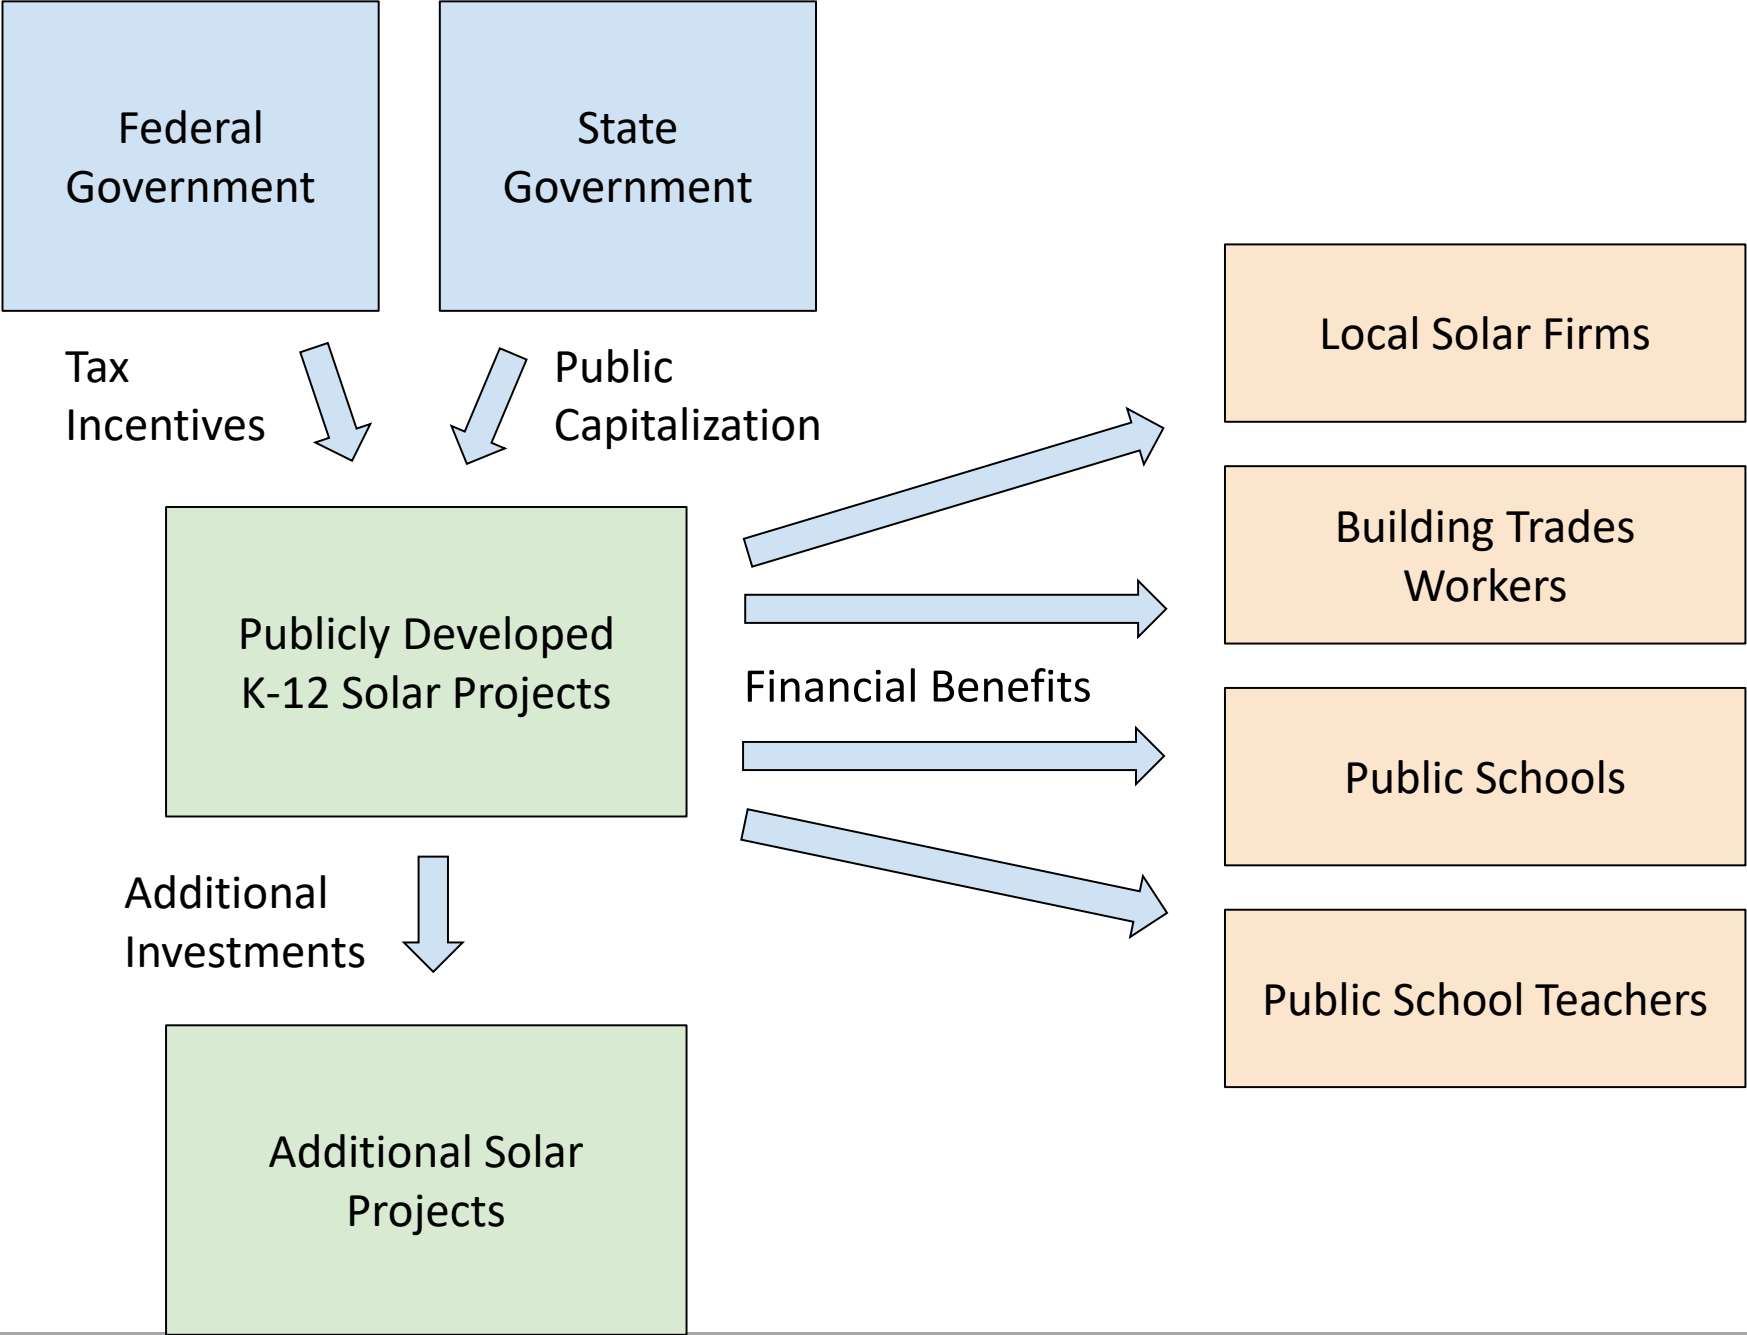 Federal
Government
State
Government
Tax
Incentives
Public
Capitalization
Local Solar Firms
Building Trades
Workers
Publicly Developed
K-12 Solar Projects
Financial Benefits
Public Schools
Additional
Investments
Public School Teachers
Additional Solar
Projects